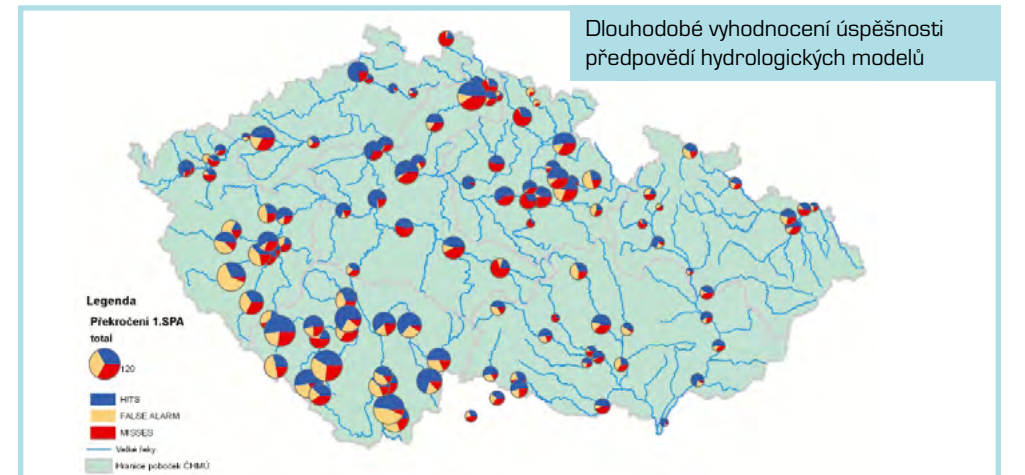 Dlouhodobé vyhodnocení úspěšnosti
předpovědí hydrologických modelů
Legenda
Překročení 1.SPA
total
120
HITS
FALSE ALARM
MISSES
Velké řeky
Hranice poboček ČHMÚ